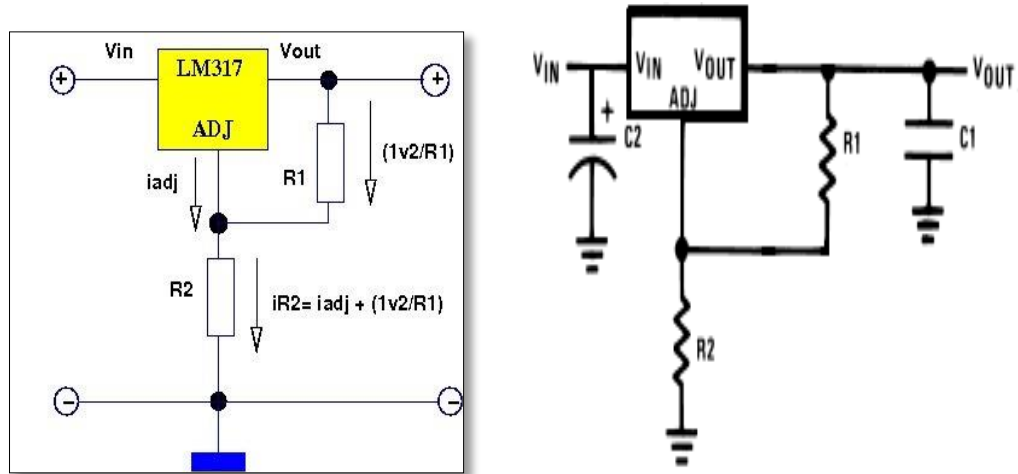 Vin
Vout
LM317
ADJ
iadj
R1
(1v2/R1)
R2
iR2= iadj + (1v2/R1)
VIN
VIN
VOUT
ADJ
VOUT
+
C2
R1
C1
R2